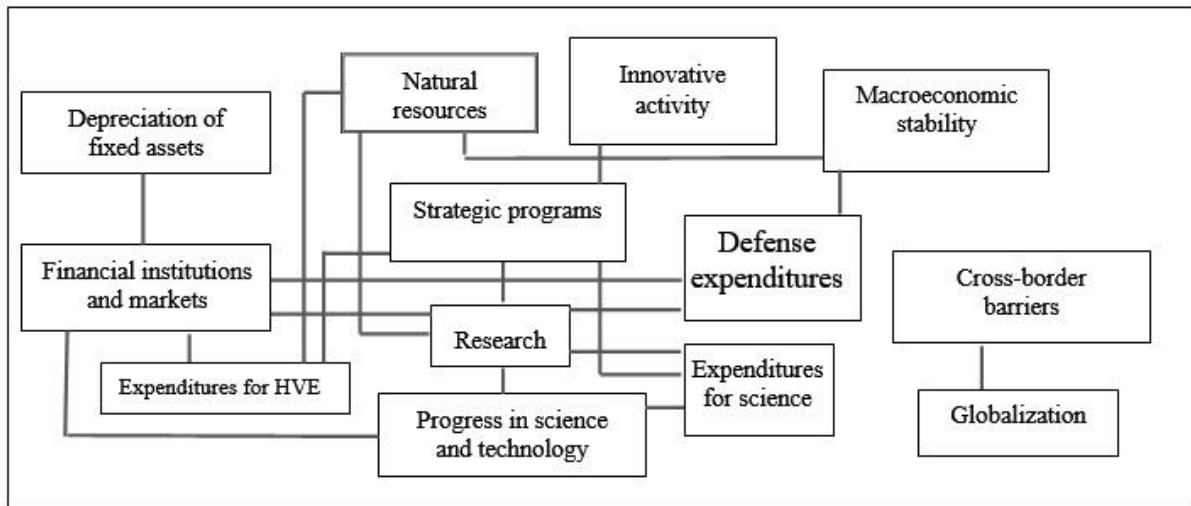 Natural
resources
Innovative
activity
Macroeconomic
stability
Depreciation of
fixed assets
Strategic programs
Defense
expenditures
Financial institutions
and markets
Cross-border
barriers
Research
Expenditures for HVE
Expenditures
for science
Progress in science
and technology
Globalization